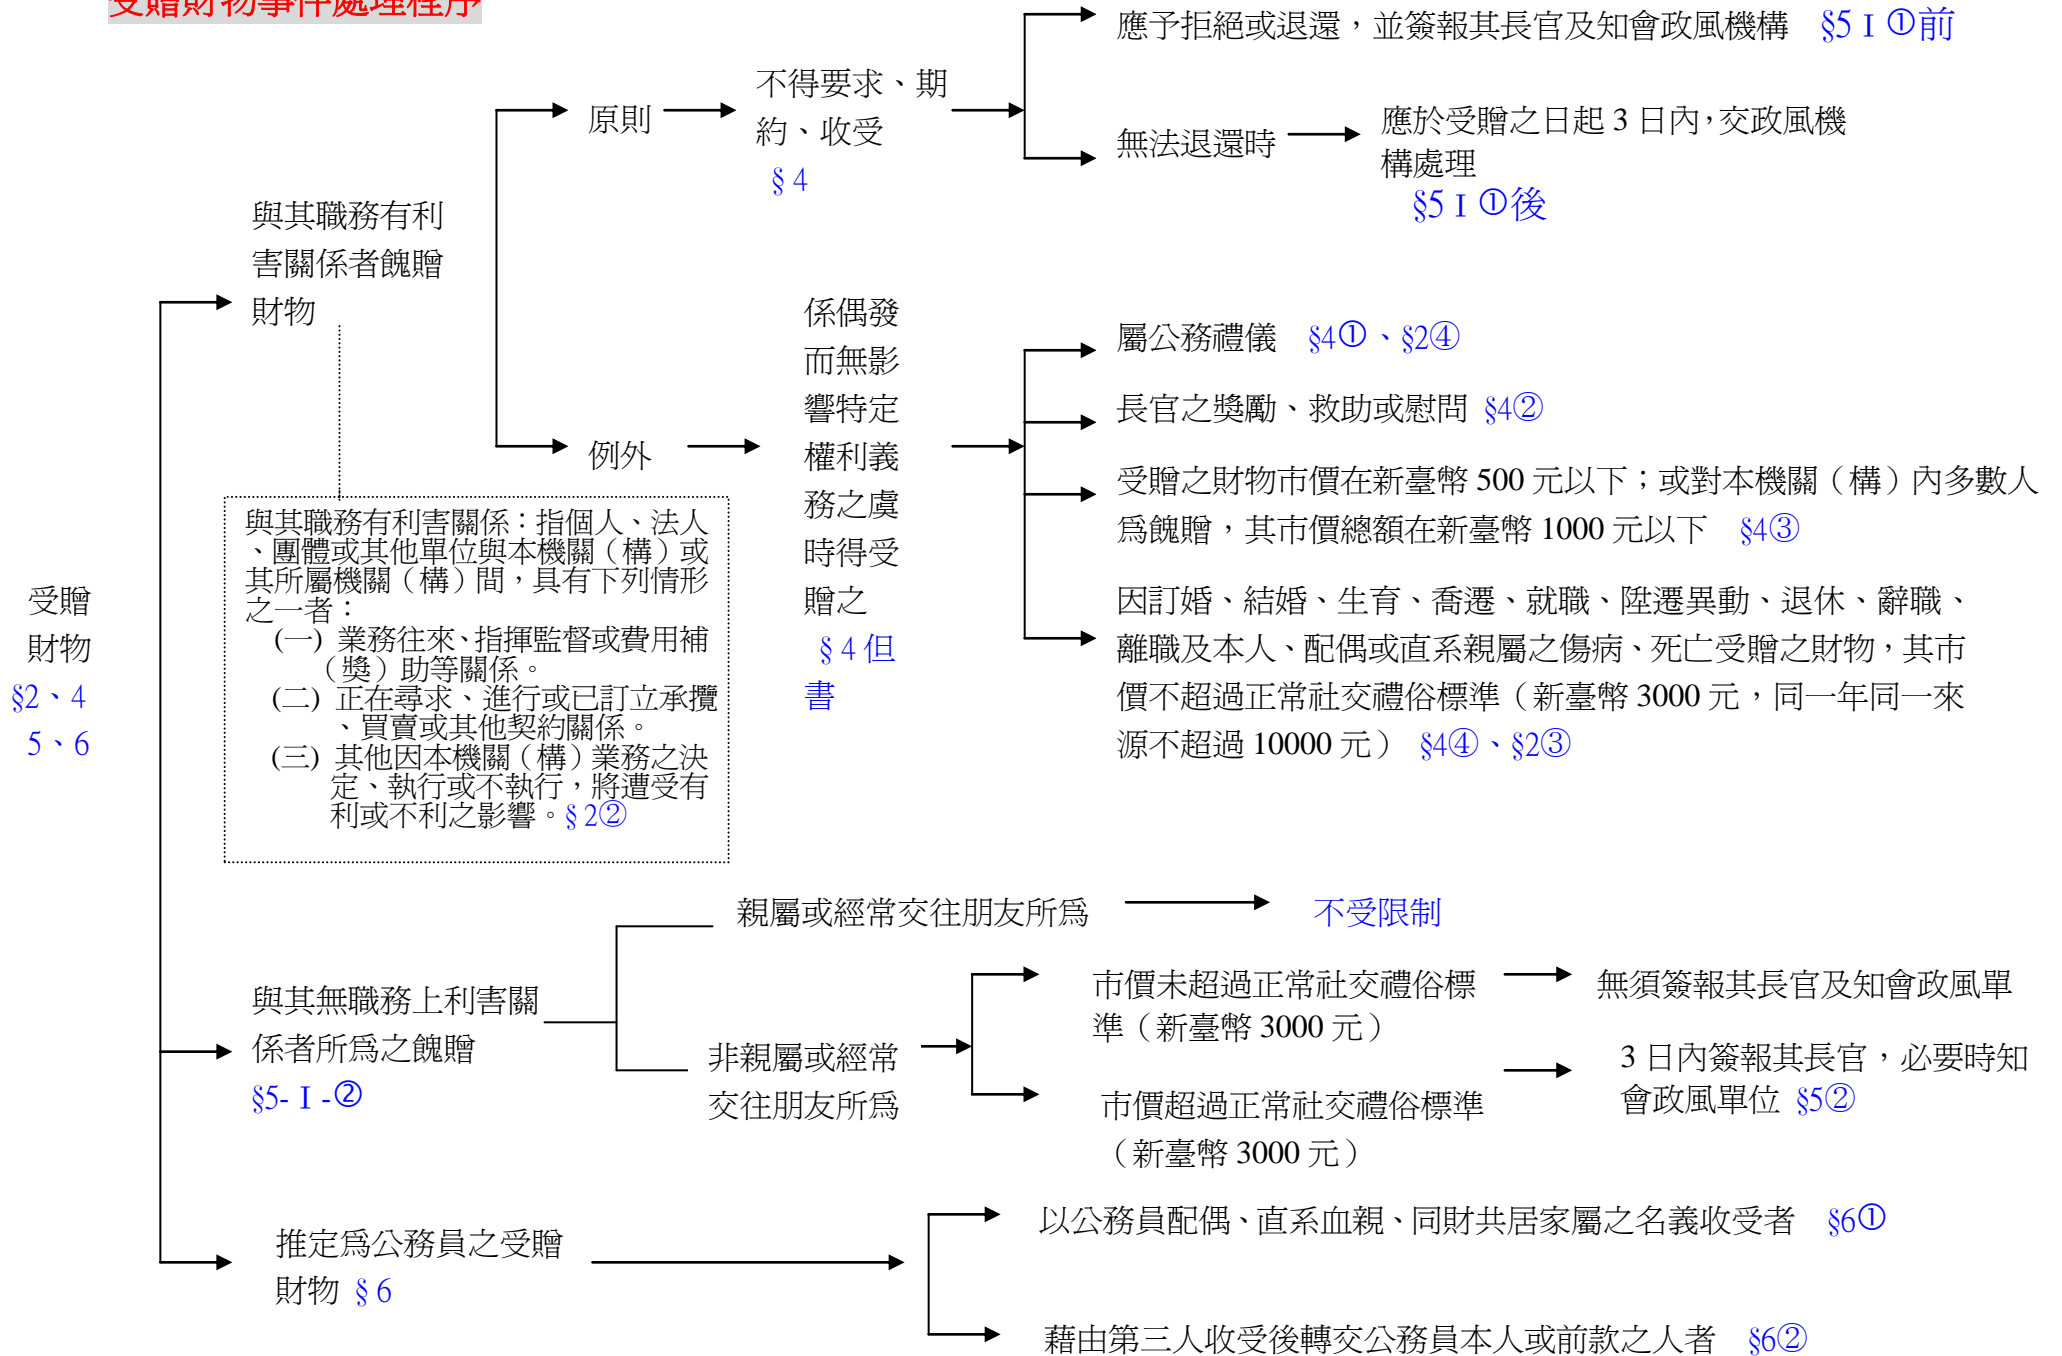 受贈財物事件處理程序
應予拒絕或退還，並簽報其長官及知會政風機構 §5 I ①前
不得要求、期
約、收受
§4
原則
無法退還時
應於受贈之日起 3 日內，交政風機
構處理
§5 I ①後
與其職務有利
害關係者餽贈
財物
係偶發
而無影
響特定
權利義
務之虞
時得受
贈之
§4 但
書
例外
屬公務禮儀 §4①、§2④
長官之獎勵、救助或慰問 §4②
受贈之財物市價在新臺幣 500 元以下；或對本機關（構）內多數人
為餽贈，其市價總額在新臺幣 1000 元以下 §4③
因訂婚、結婚、生育、喬遷、就職、陞遷異動、退休、辭職、
離職及本人、配偶或直系親屬之傷病、死亡受贈之財物，其市
價不超過正常社交禮俗標準（新臺幣 3000 元，同一年同一來
源不超過 10000 元） §4④、§2③
與其職務有利害關係：指個人、法人
、團體或其他單位與本機關（構）或
其所屬機關（構）間，具有下列情形
之一者：
(一) 業務往來、指揮監督或費用補
（獎）助等關係。
(二) 正在尋求、進行或已訂立承攬
、買賣或其他契約關係。
(三) 其他因本機關（構）業務之決
定、執行或不執行，將遭受有
利或不利之影響。§2②
受贈
財物
§2、4
5、6
親屬或經常交往朋友所為
不受限制
與其無職務上利害關
係者所為之餽贈
§5- I -②
非親屬或經常
交往朋友所為
市價未超過正常社交禮俗標
準（新臺幣 3000 元）
無須簽報其長官及知會政風單
市價超過正常社交禮俗標準
（新臺幣 3000 元）
3 日內簽報其長官，必要時知
會政風單位 §5②
推定為公務員之受贈
財物 §6
以公務員配偶、直系血親、同財共居家屬之名義收受者 §6①
藉由第三人收受後轉交公務員本人或前款之人者 §6②